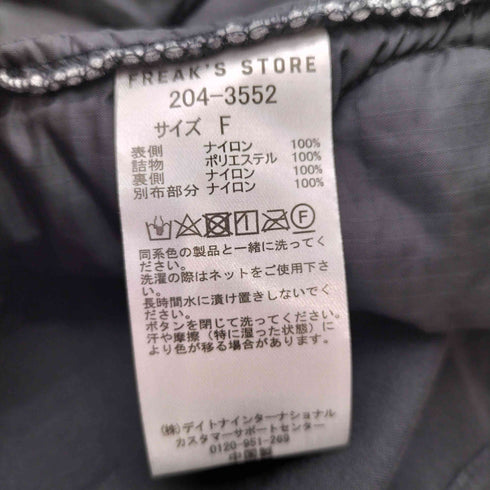 FREAK'S STORE
204-3552
サイズ F
表側 ナイロン 100%
詰物 ポリエステル 100%
裏側 ナイロン 100%
別布部分 ナイロン 100%
同系色の製品と一緒に洗ってく
ださい。
洗濯の際はネットをご使用下さ
い。
長時間水に漬け置きしないでく
ださい。
ボタンを閉じて洗ってください。
汗や摩擦（特に湿った状態）に
より色が移る場合があります。
(株)デイトナインターナショナル
カスタマーサポートセンター
0120-951-269